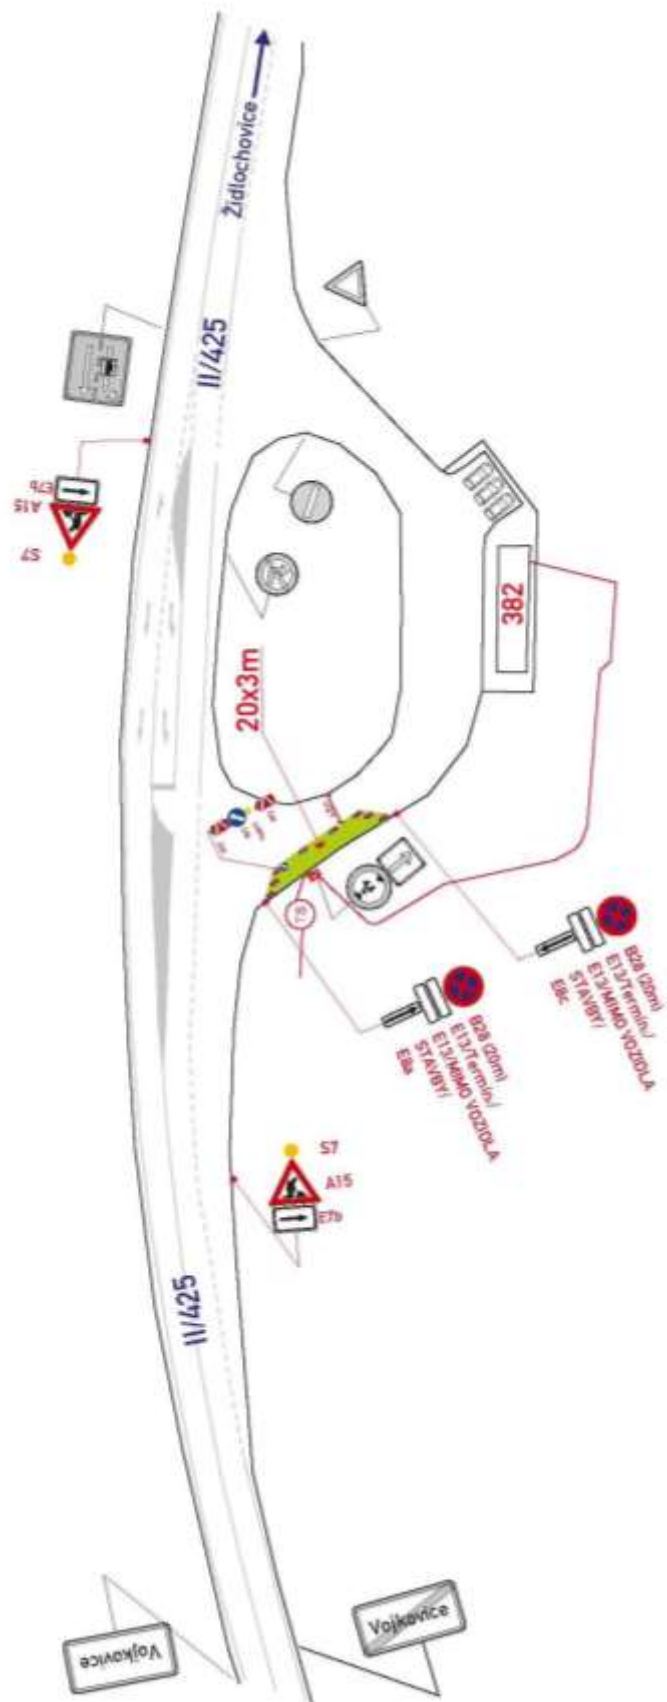 Židlochovice
II/425
E7b
A15
S7
382
20x3m
B28 (20m)
E13/Termín/
E13/MIMO VOZIDLA
STAVBY/
E8c
B28 (20m)
E13/Termín/
E13/MIMO VOZIDLA
STAVBY/
E8a
S7
A15
E7b
II/425
Vojkovice
Vojkovice